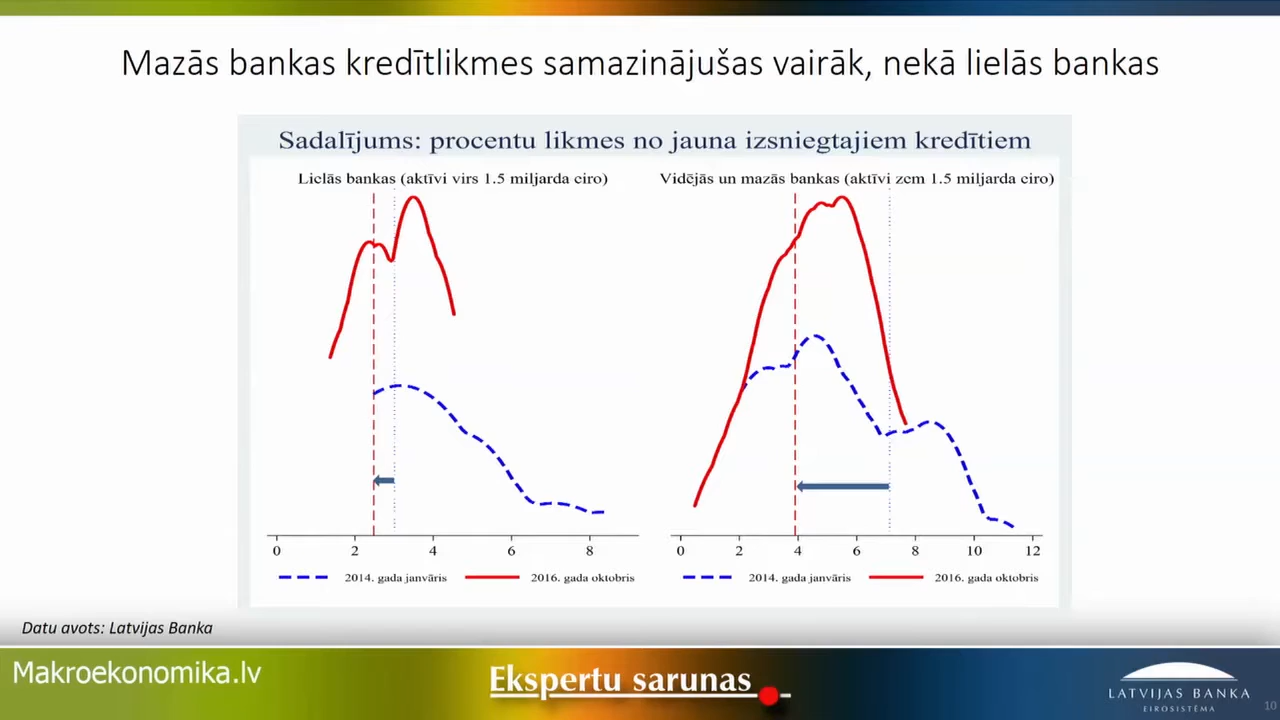 Mazās bankas kredītlikmes samazinājušas vairāk, nekā lielās bankas
Sadalījums: procentu likmes no jauna izsniegtajiem kredītiem
Lielās bankas (aktīvi virs 1.5 miljarda eiro)
0 2 4 6 8
2014. gada janvāris 2016. gada oktobris
Vidējās un mazās bankas (aktīvi zem 1.5 miljarda eiro)
0 2 4 6 8 10 12
2014. gada janvāris 2016. gada oktobris
Datu avots: Latvijas Banka
Makroekonomika.lv
Ekspertu sarunas
LATVIJAS BANKA
EIROSISTĒMA
10